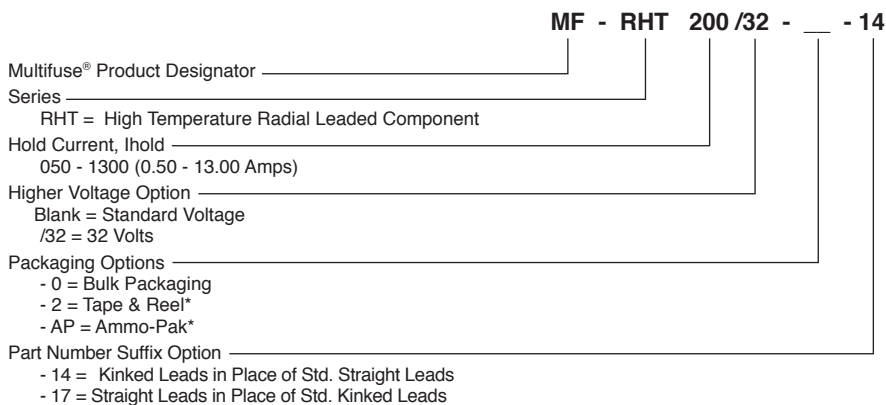 MF - RHT 200 /32 - __ - 14
Multifuse® Product Designator
Series
RHT = High Temperature Radial Leaded Component
Hold Current, Ihold
050 - 1300 (0.50 - 13.00 Amps)
Higher Voltage Option
Blank = Standard Voltage
/32 = 32 Volts
Packaging Options
- 0 = Bulk Packaging
- 2 = Tape & Reel*
- AP = Ammo-Pak*
Part Number Suffix Option
- 14 = Kinked Leads in Place of Std. Straight Leads
- 17 = Straight Leads in Place of Std. Kinked Leads